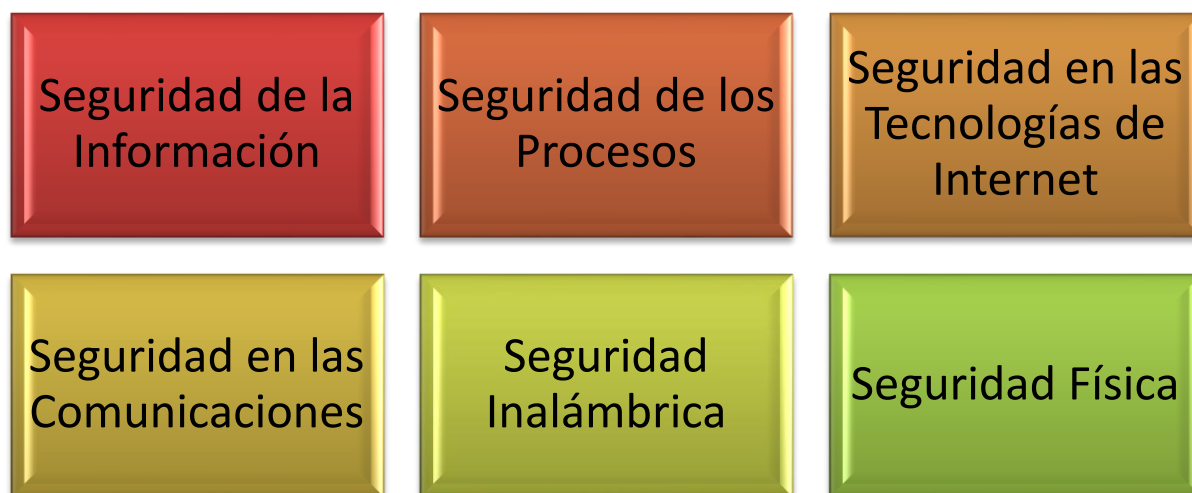 Seguridad de la
Información
Seguridad de los
Procesos
Seguridad en las
Tecnologías de
Internet
Seguridad en las
Comunicaciones
Seguridad
Inalámbrica
Seguridad Física